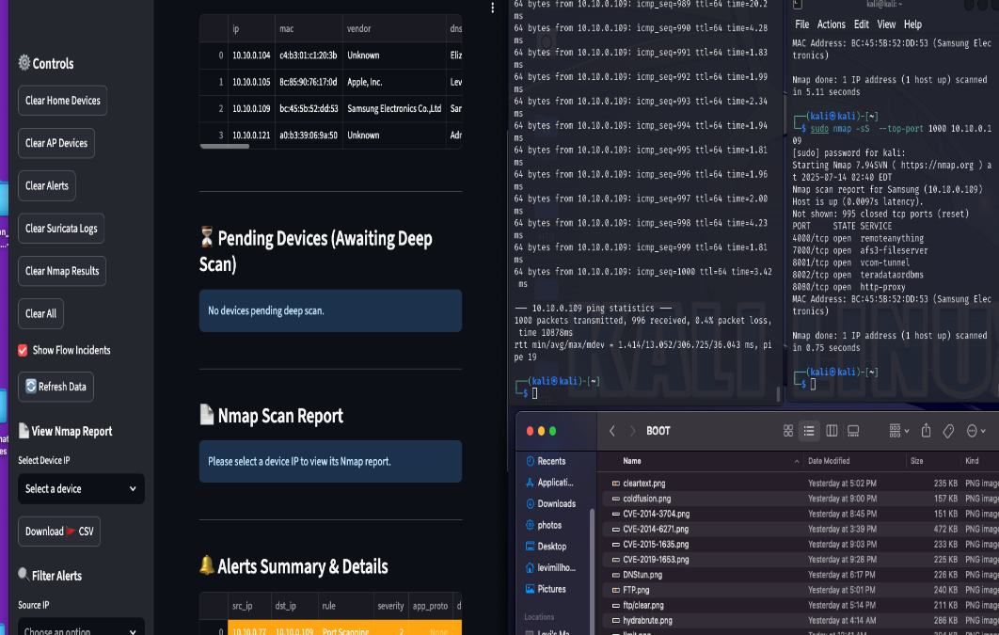 Controls
Clear Home Devices
Clear AP Devices
Clear Alerts
Clear Suricata Logs
Clear Nmap Results
Clear All
Show Flow Incidents
Refresh Data
View Nmap Report
Select Device IP
Select a device
Download CSV
Filter Alerts
Source IP
Choose an option
ip mac vendor dns
0 10.10.0.104 c4:b3:01:c1:20:3b Unknown Eliz
1 10.10.0.105 8c:85:90:76:17:0d Apple, Inc. Lev
2 10.10.0.109 bc:45:5b:52:dd:53 Samsung Electronics Co.,Ltd Sar
3 10.10.0.121 a0:b3:39:06:9a:50 Unknown Adr
Pending Devices (Awaiting Deep
Scan)
No devices pending deep scan.
Nmap Scan Report
Please select a device IP to view its Nmap report.
Alerts Summary & Details
src_ip dst_ip rule severity app_proto d
0 10.10.0.77 10.10.0.109 Port Scanning 2 None
64 bytes from 10.10.0.109: icmp_seq=989 ttl=64 time=20.2
ms
64 bytes from 10.10.0.109: icmp_seq=990 ttl=64 time=4.28
ms
64 bytes from 10.10.0.109: icmp_seq=991 ttl=64 time=1.83
ms
64 bytes from 10.10.0.109: icmp_seq=992 ttl=64 time=1.99
ms
64 bytes from 10.10.0.109: icmp_seq=993 ttl=64 time=2.34
ms
64 bytes from 10.10.0.109: icmp_seq=994 ttl=64 time=1.94
ms
64 bytes from 10.10.0.109: icmp_seq=995 ttl=64 time=1.81
ms
64 bytes from 10.10.0.109: icmp_seq=996 ttl=64 time=1.96
ms
64 bytes from 10.10.0.109: icmp_seq=997 ttl=64 time=2.00
ms
64 bytes from 10.10.0.109: icmp_seq=998 ttl=64 time=4.23
ms
64 bytes from 10.10.0.109: icmp_seq=999 ttl=64 time=1.81
ms
64 bytes from 10.10.0.109: icmp_seq=1000 ttl=64 time=3.42
ms
--- 10.10.0.109 ping statistics ---
1000 packets transmitted, 996 received, 0.4% packet loss,
time 10878ms
rtt min/avg/max/mdev = 1.414/13.052/306.725/36.043 ms, pi
pe 19
(kali㉿kali)-[~]
$
kali@kali: ~
File Actions Edit View Help
MAC Address: BC:45:5B:52:DD:53 (Samsung Elec
tronics)
Nmap done: 1 IP address (1 host up) scanned
in 5.11 seconds
(kali㉿kali)-[~]
$ sudo nmap -sS --top-port 1000 10.10.0.1
09
[sudo] password for kali:
Starting Nmap 7.94SVN ( https://nmap.org ) a
t 2025-07-14 02:40 EDT
Nmap scan report for Samsung (10.10.0.109)
Host is up (0.0097s latency).
Not shown: 995 closed tcp ports (reset)
PORT STATE SERVICE
4000/tcp open remoteanything
7000/tcp open afs3-fileserver
8001/tcp open vcom-tunnel
8002/tcp open teradataordbms
8080/tcp open http-proxy
MAC Address: BC:45:5B:52:DD:53 (Samsung Elec
tronics)
Nmap done: 1 IP address (1 host up) scanned
in 0.75 seconds
(kali㉿kali)-[~]
$
KALI LINU
BOOT
Recents
Applicati...
Downloads
photos
Desktop
levimillho...
Pictures
Locations
Levi's Ma
Name Date Modified Size Kind
cleartext.png Yesterday at 5:02 PM 235 KB PNG image
coldfusion.png Yesterday at 9:00 PM 157 KB PNG image
CVE-2014-3704.png Yesterday at 8:45 PM 151 KB PNG image
CVE-2014-6271.png Yesterday at 3:39 PM 472 KB PNG image
CVE-2015-1635.png Yesterday at 9:03 PM 233 KB PNG image
CVE-2019-1653.png Yesterday at 9:28 PM 225 KB PNG image
DNStun.png Yesterday at 6:17 PM 226 KB PNG image
FTP.png Yesterday at 5:01 PM 240 KB PNG image
ftp/clear.png Yesterday at 5:14 PM 211 KB PNG image
hydrabrute.png Yesterday at 4:14 AM 286 KB PNG image